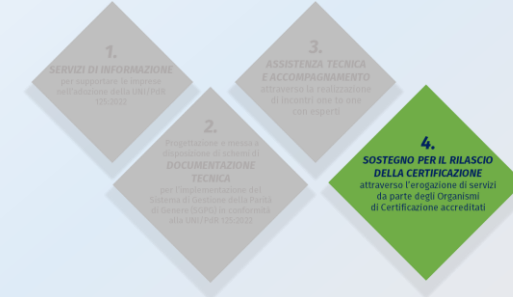 1.
SERVIZI DI INFORMAZIONE
per supportare le imprese
nell'adozione della UNI/PdR
125:2022
2.
Progettazione e messa a
disposizione di schemi di
DOCUMENTAZIONE
TECNICA
per l'implementazione del
Sistema di Gestione della Parità
di Genere (SGPG) in conformità
alla UNI/PdR 125:2022
3.
ASSISTENZA TECNICA
E ACCOMPAGNAMENTO
attraverso la realizzazione
di incontri one to one
con esperti
4.
SOSTEGNO PER IL RILASCIO
DELLA CERTIFICAZIONE
attraverso l'erogazione di servizi
da parte degli Organismi
di Certificazione accreditati